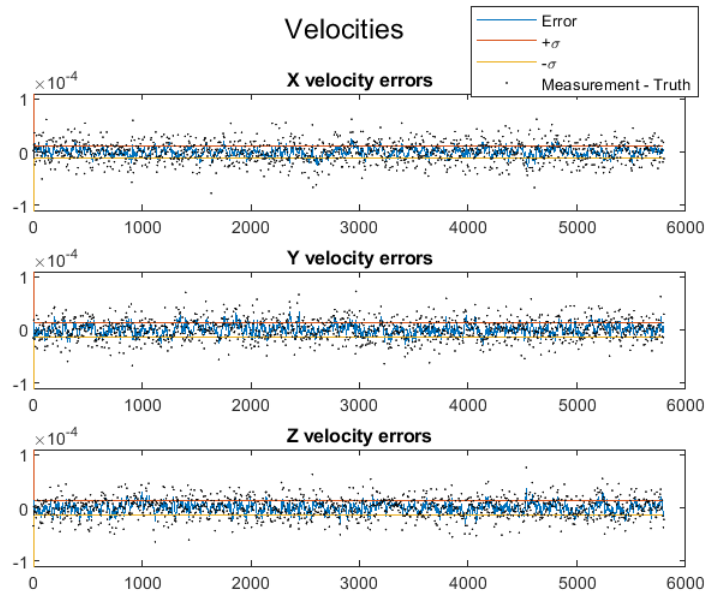 Velocities
Error
+σ
-σ
Measurement - Truth
×10⁻⁴
X velocity errors
1
0
-1
0 1000 2000 3000 4000 5000 6000
×10⁻⁴
Y velocity errors
1
0
-1
0 1000 2000 3000 4000 5000 6000
×10⁻⁴
Z velocity errors
1
0
-1
0 1000 2000 3000 4000 5000 6000